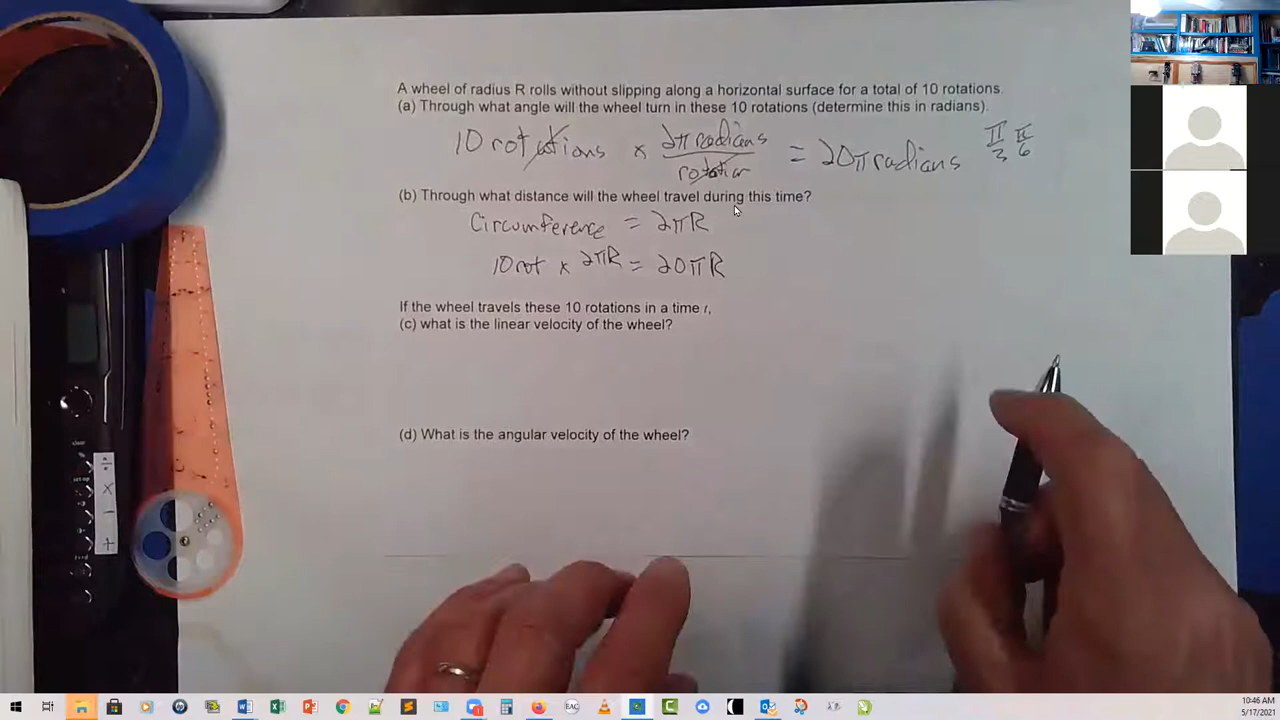 A wheel of radius R rolls without slipping along a horizontal surface for a total of 10 rotations.
(a) Through what angle will the wheel turn in these 10 rotations (determine this in radians).
10 rotations × 2π radians / rotation = 20π radians π/3 π/6
(b) Through what distance will the wheel travel during this time?
Circumference = 2πR
10 rot × 2πR = 20πR
If the wheel travels these 10 rotations in a time t,
(c) what is the linear velocity of the wheel?
(d) What is the angular velocity of the wheel?
10:46 AM
5/17/2021